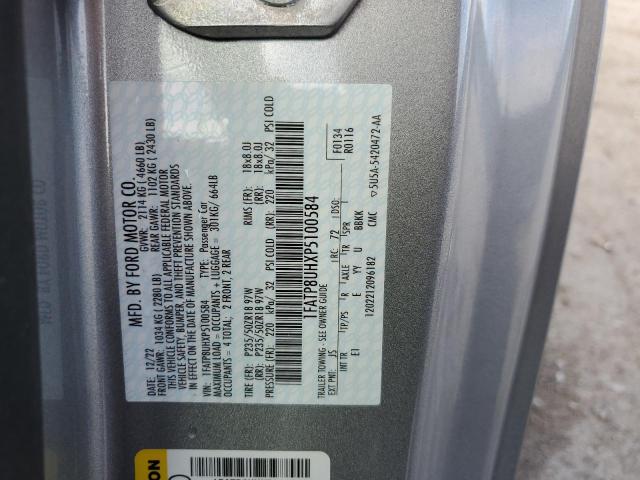 MFD. BY FORD MOTOR CO.
DATE: 12/22 GVWR: 2114 KG ( 4660 LB)
FRONT GAWR: 1034 KG ( 2280 LB) REAR GAWR: 1102 KG ( 2430 LB)
THIS VEHICLE CONFORMS TO ALL APPLICABLE FEDERAL MOTOR
VEHICLE SAFETY, BUMPER, AND THEFT PREVENTION STANDARDS
IN EFFECT ON THE DATE OF MANUFACTURE SHOWN ABOVE.
VIN: 1FATP8UHXP5100584 TYPE: Passenger Car
MAXIMUM LOAD = OCCUPANTS + LUGGAGE = 301KG/ 664LB
OCCUPANTS = 4 TOTAL: 2 FRONT, 2 REAR
TIRE (FR): P235/50ZR18 97W RIMS (FR): 18x8.0J
(RR): P235/50ZR18 97W (RR): 18x8.0J
PRESSURE (FR): 220 kPa/ 32 PSI COLD (RR): 220 kPa/ 32 PSI COLD
1FATP8UHXP5100584
TRAILER TOWING - SEE OWNER GUIDE
F0134
R0116
EXT PNT: J5 RC: 72 DSO:
INT TR TP/PS R AXLE TR SPR
E1 E YY U BBKK
1202212096182 CMC
▽5U5A-5420472-AA